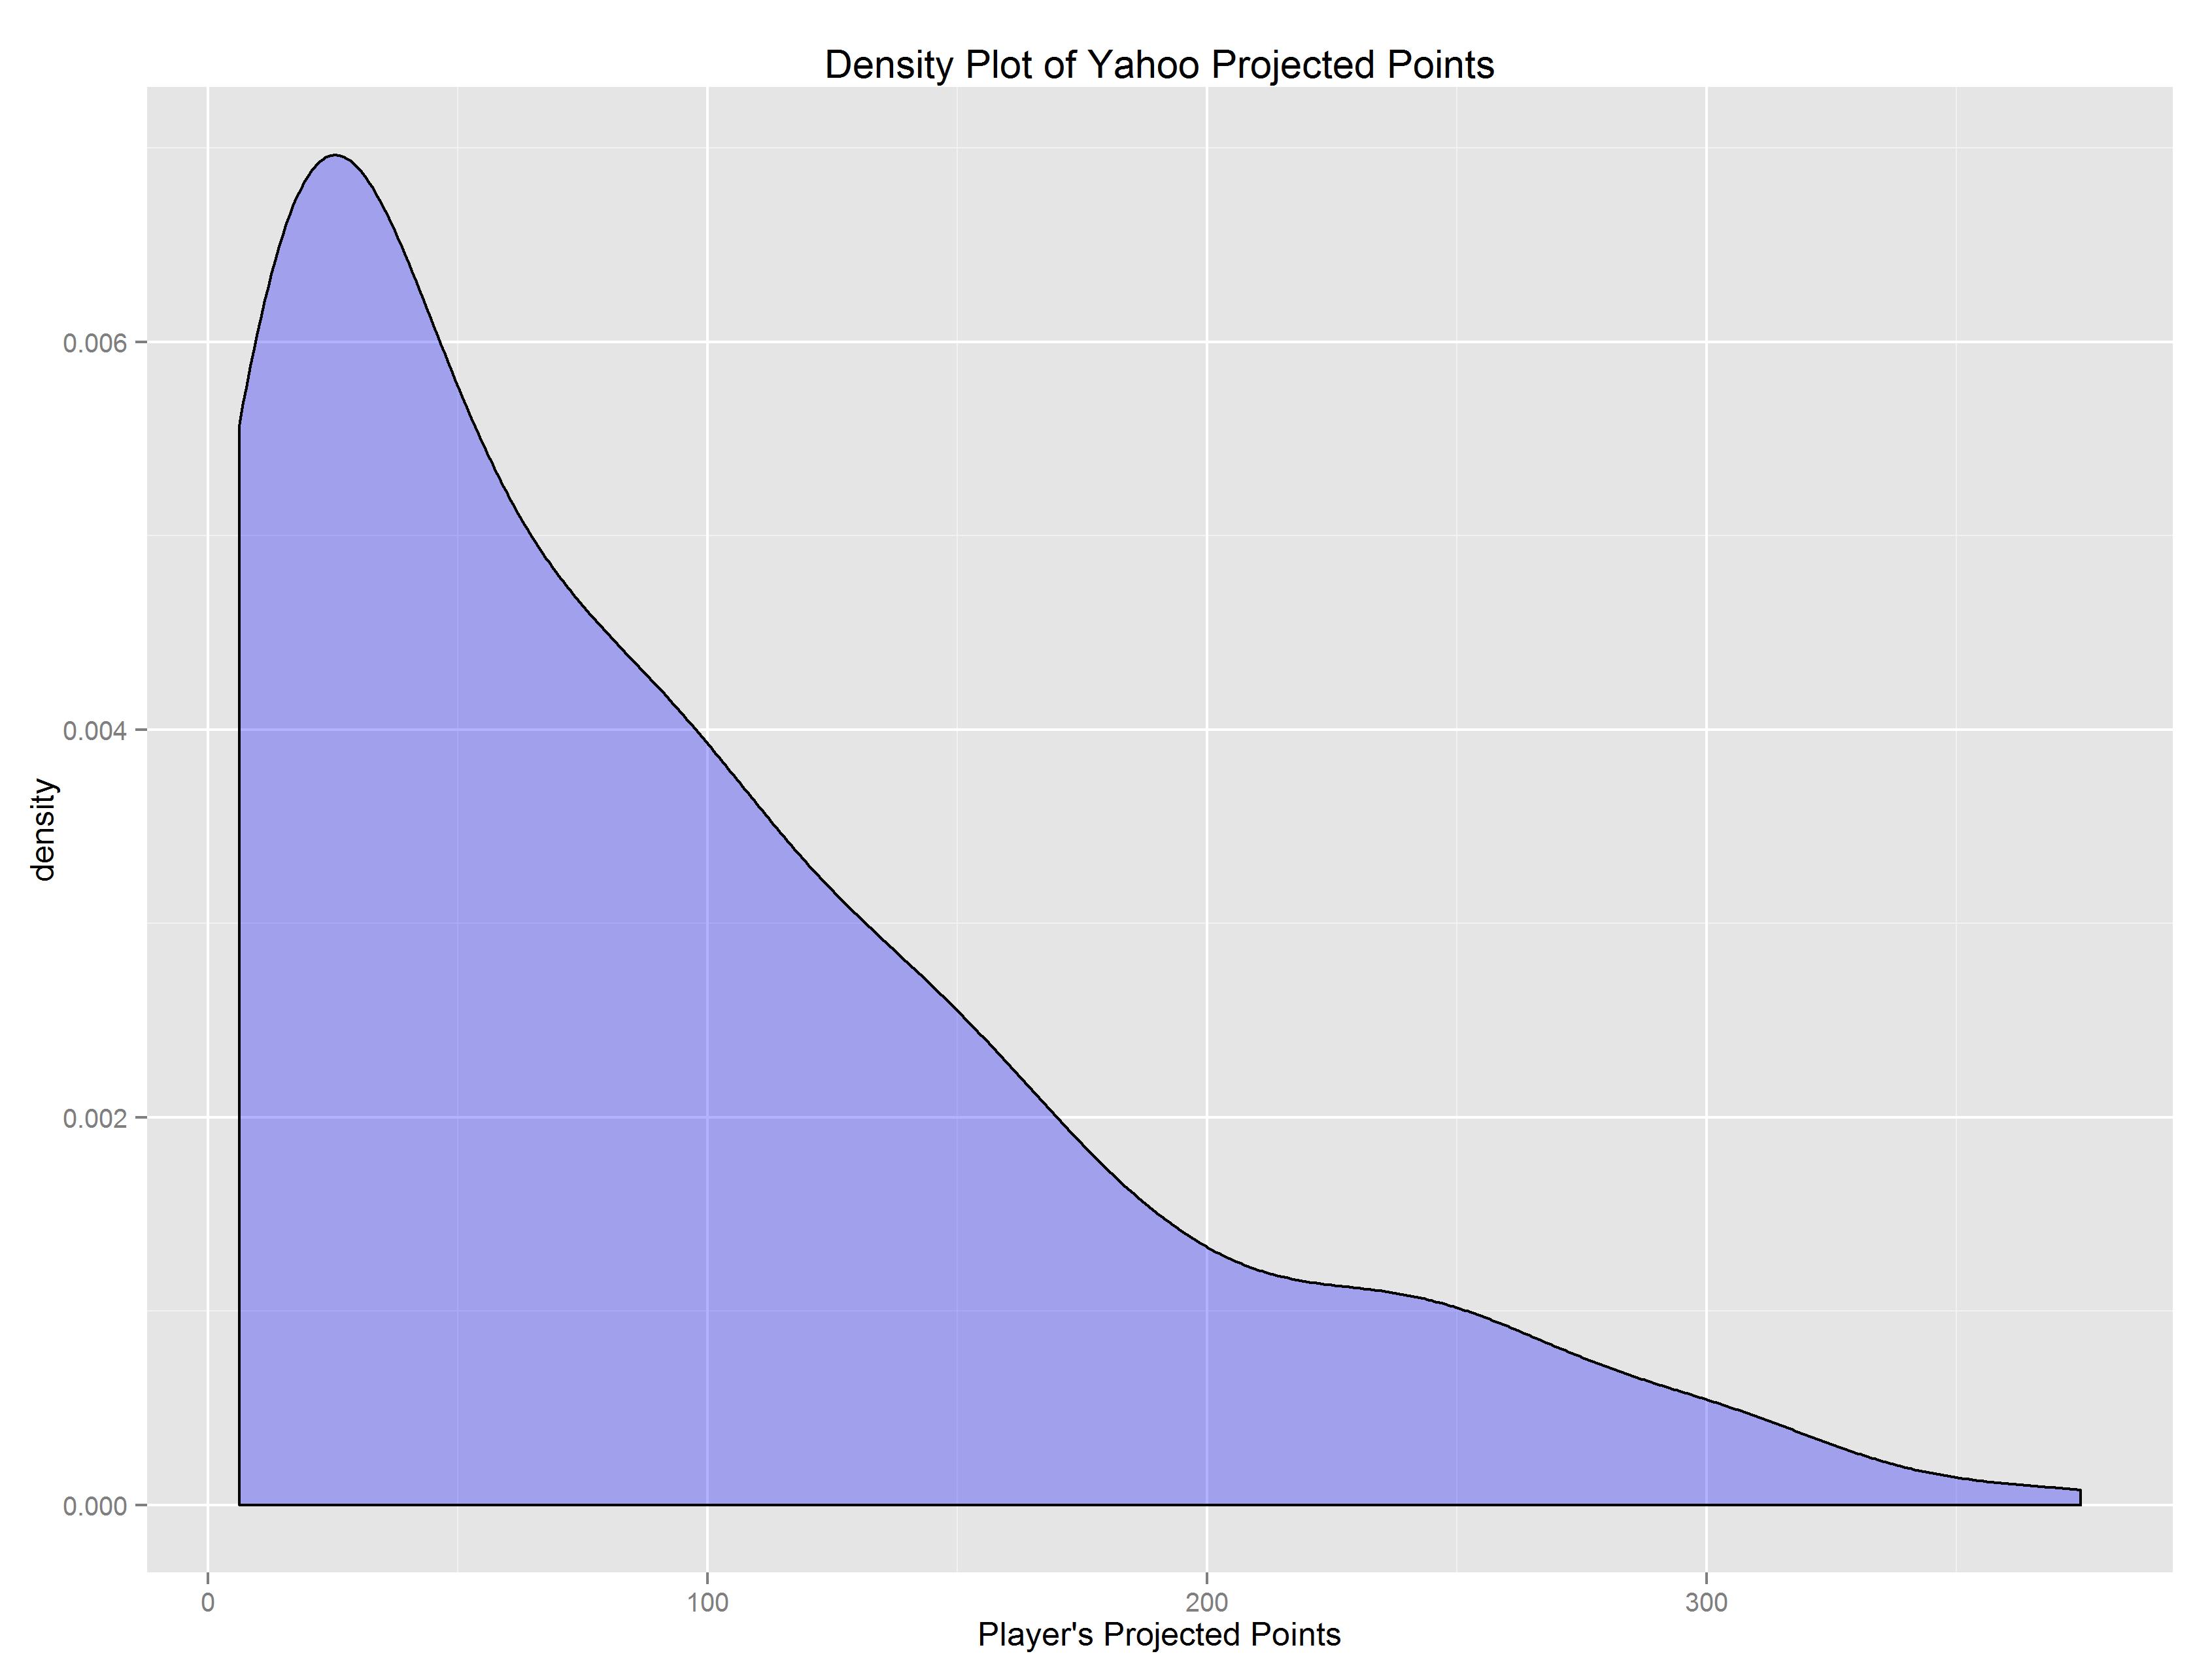 Density Plot of Yahoo Projected Points
density
0.006
0.004
0.002
0.000
0 100 200 300
Player's Projected Points